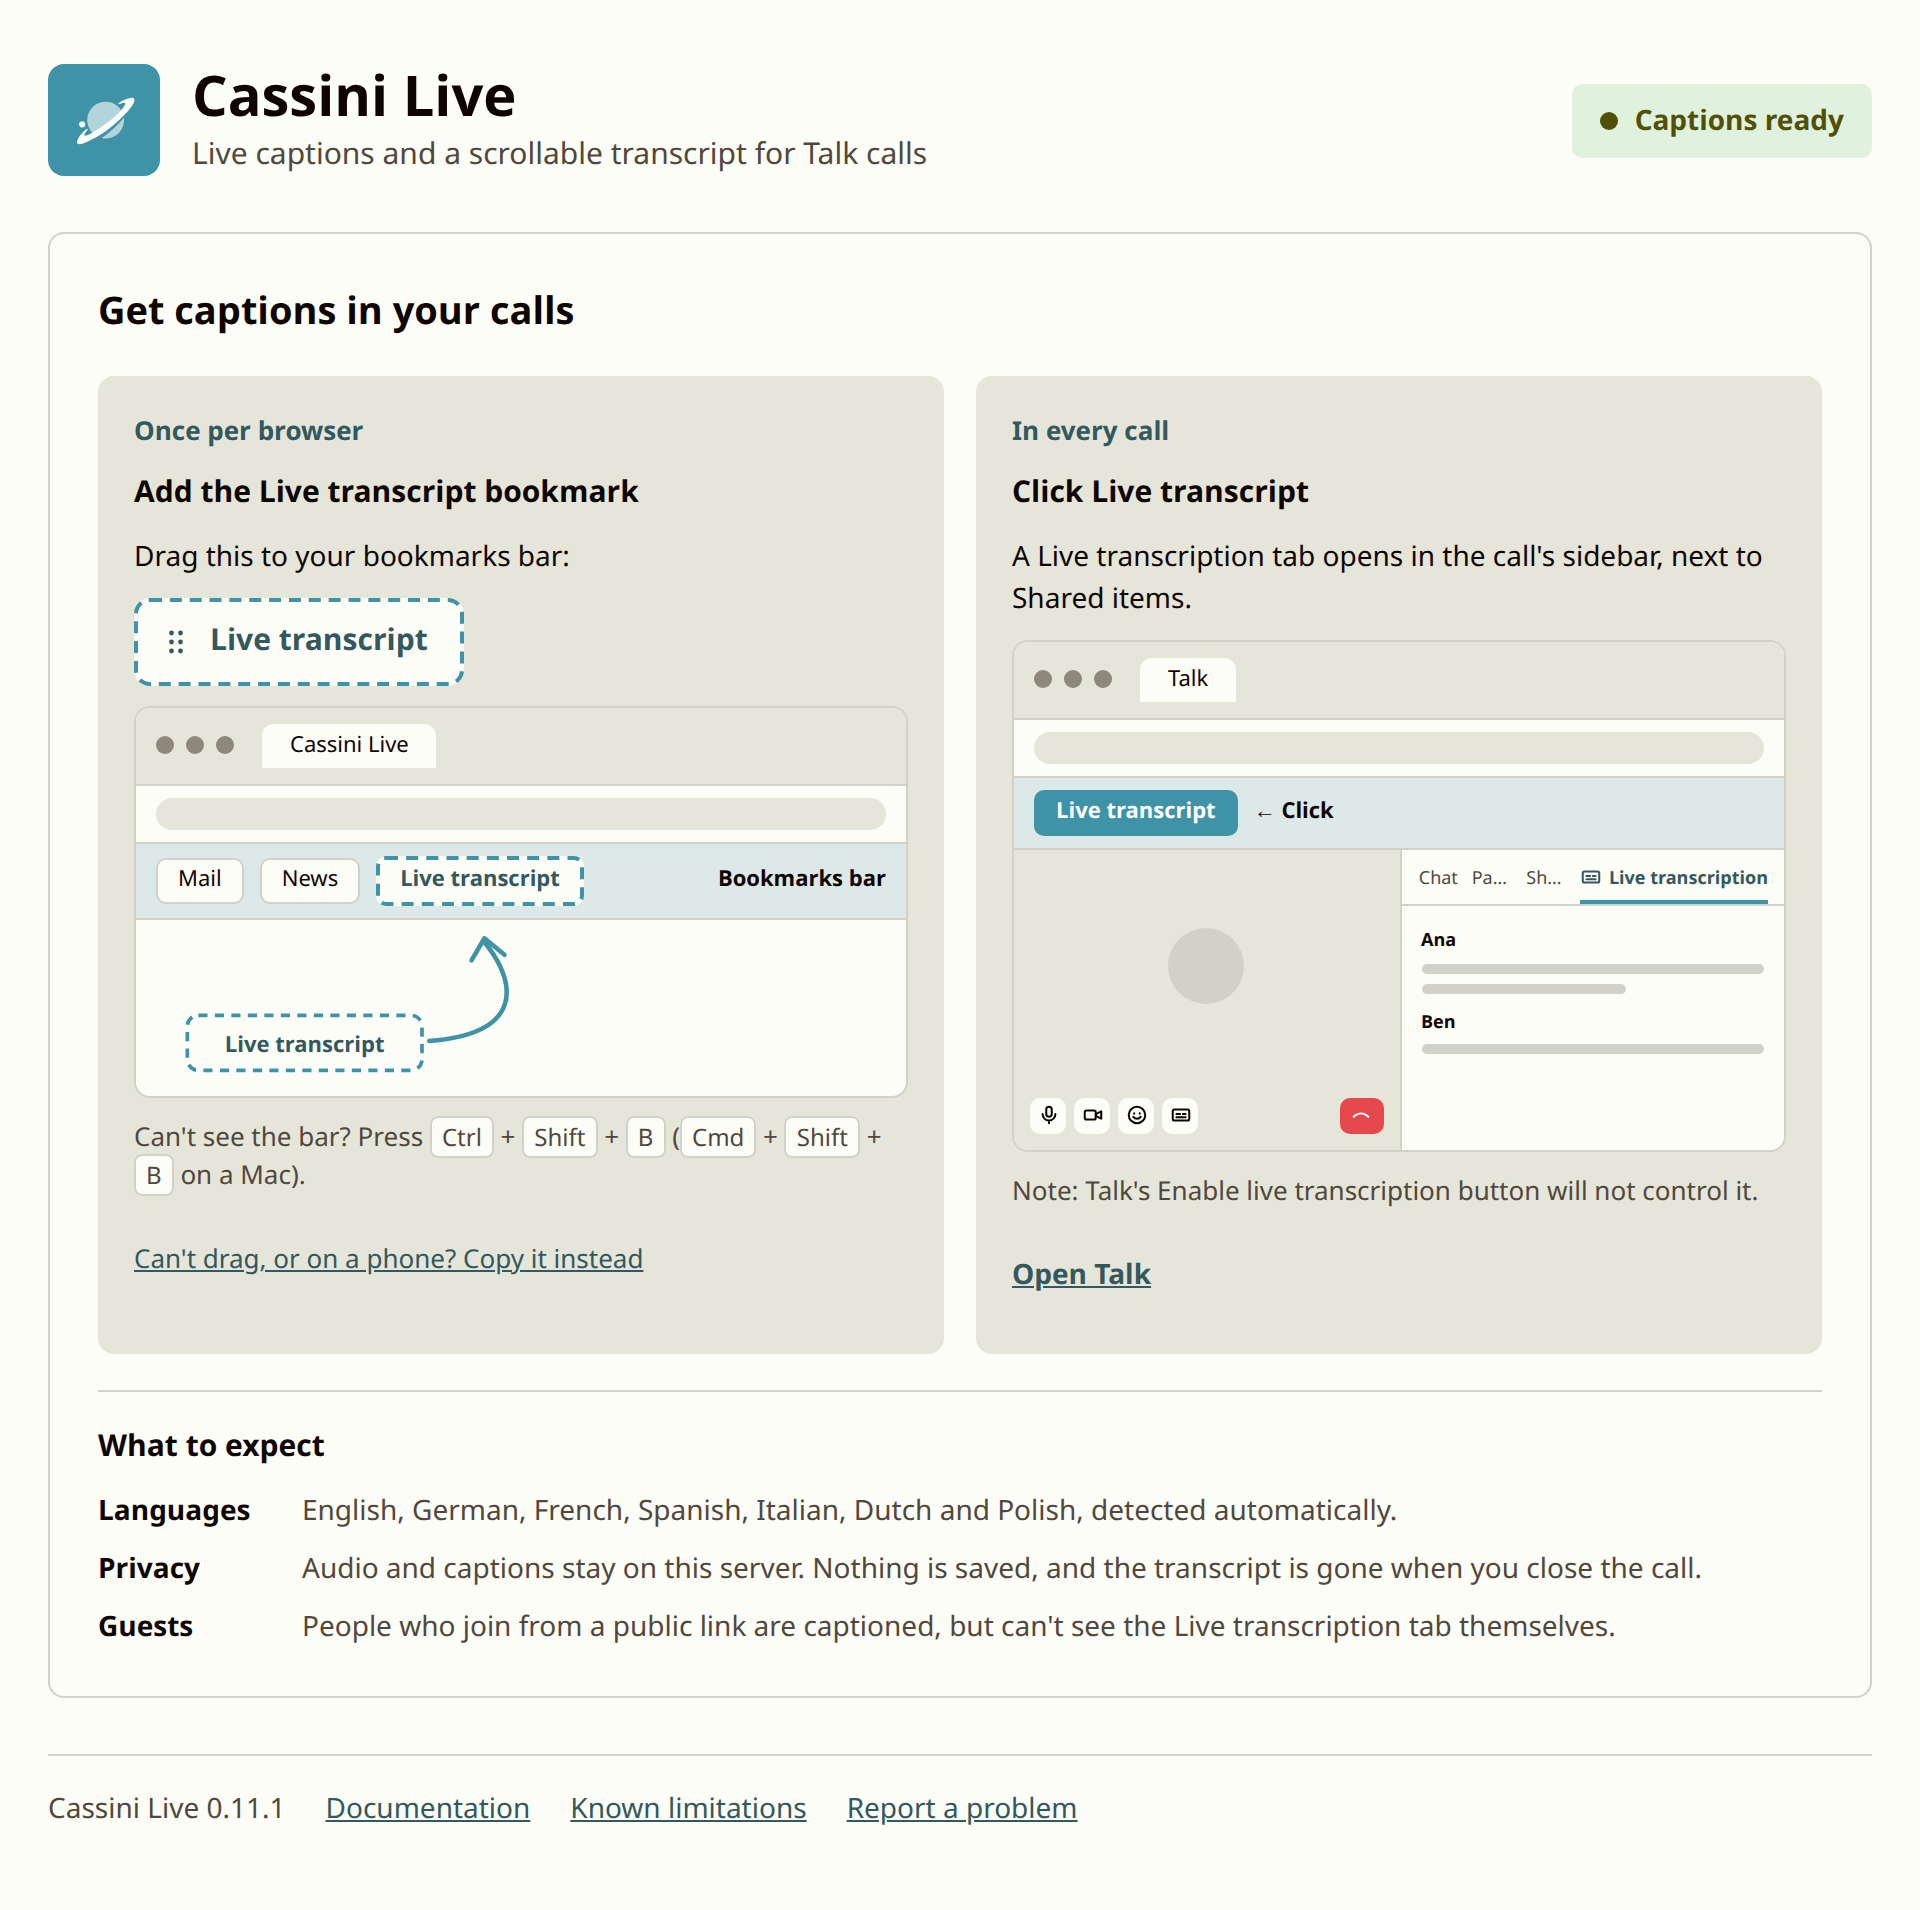 Cassini Live
Live captions and a scrollable transcript for Talk calls
Captions ready
Get captions in your calls
Once per browser
Add the Live transcript bookmark
Drag this to your bookmarks bar:
Live transcript
Cassini Live
Mail
News
Live transcript
Bookmarks bar
Live transcript
Can't see the bar? Press Ctrl + Shift + B (Cmd + Shift +
B on a Mac).
Can't drag, or on a phone? Copy it instead
In every call
Click Live transcript
A Live transcription tab opens in the call's sidebar, next to
Shared items.
Talk
Live transcript
← Click
Chat
Pa...
Sh...
Live transcription
Ana
Ben
Note: Talk's Enable live transcription button will not control it.
Open Talk
What to expect
Languages English, German, French, Spanish, Italian, Dutch and Polish, detected automatically.
Privacy Audio and captions stay on this server. Nothing is saved, and the transcript is gone when you close the call.
Guests People who join from a public link are captioned, but can't see the Live transcription tab themselves.
Cassini Live 0.11.1 Documentation Known limitations Report a problem